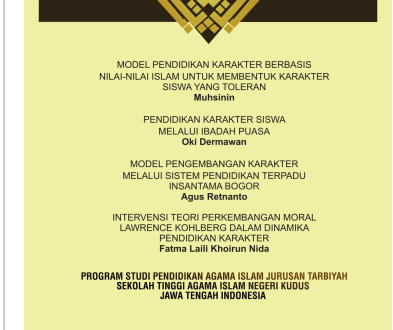 MODEL PENDIDIKAN KARAKTER BERBASIS
NILAI-NILAI ISLAM UNTUK MEMBENTUK KARAKTER
SISWA YANG TOLERAN
Muhsinin
PENDIDIKAN KARAKTER SISWA
MELALUI IBADAH PUASA
Oki Dermawan
MODEL PENGEMBANGAN KARAKTER
MELALUI SISTEM PENDIDIKAN TERPADU
INSANTAMA BOGOR
Agus Retnanto
INTERVENSI TEORI PERKEMBANGAN MORAL
LAWRENCE KOHLBERG DALAM DINAMIKA
PENDIDIKAN KARAKTER
Fatma Laili Khoirun Nida
PROGRAM STUDI PENDIDIKAN AGAMA ISLAM JURUSAN TARBIYAH
SEKOLAH TINGGI AGAMA ISLAM NEGERI KUDUS
JAWA TENGAH INDONESIA